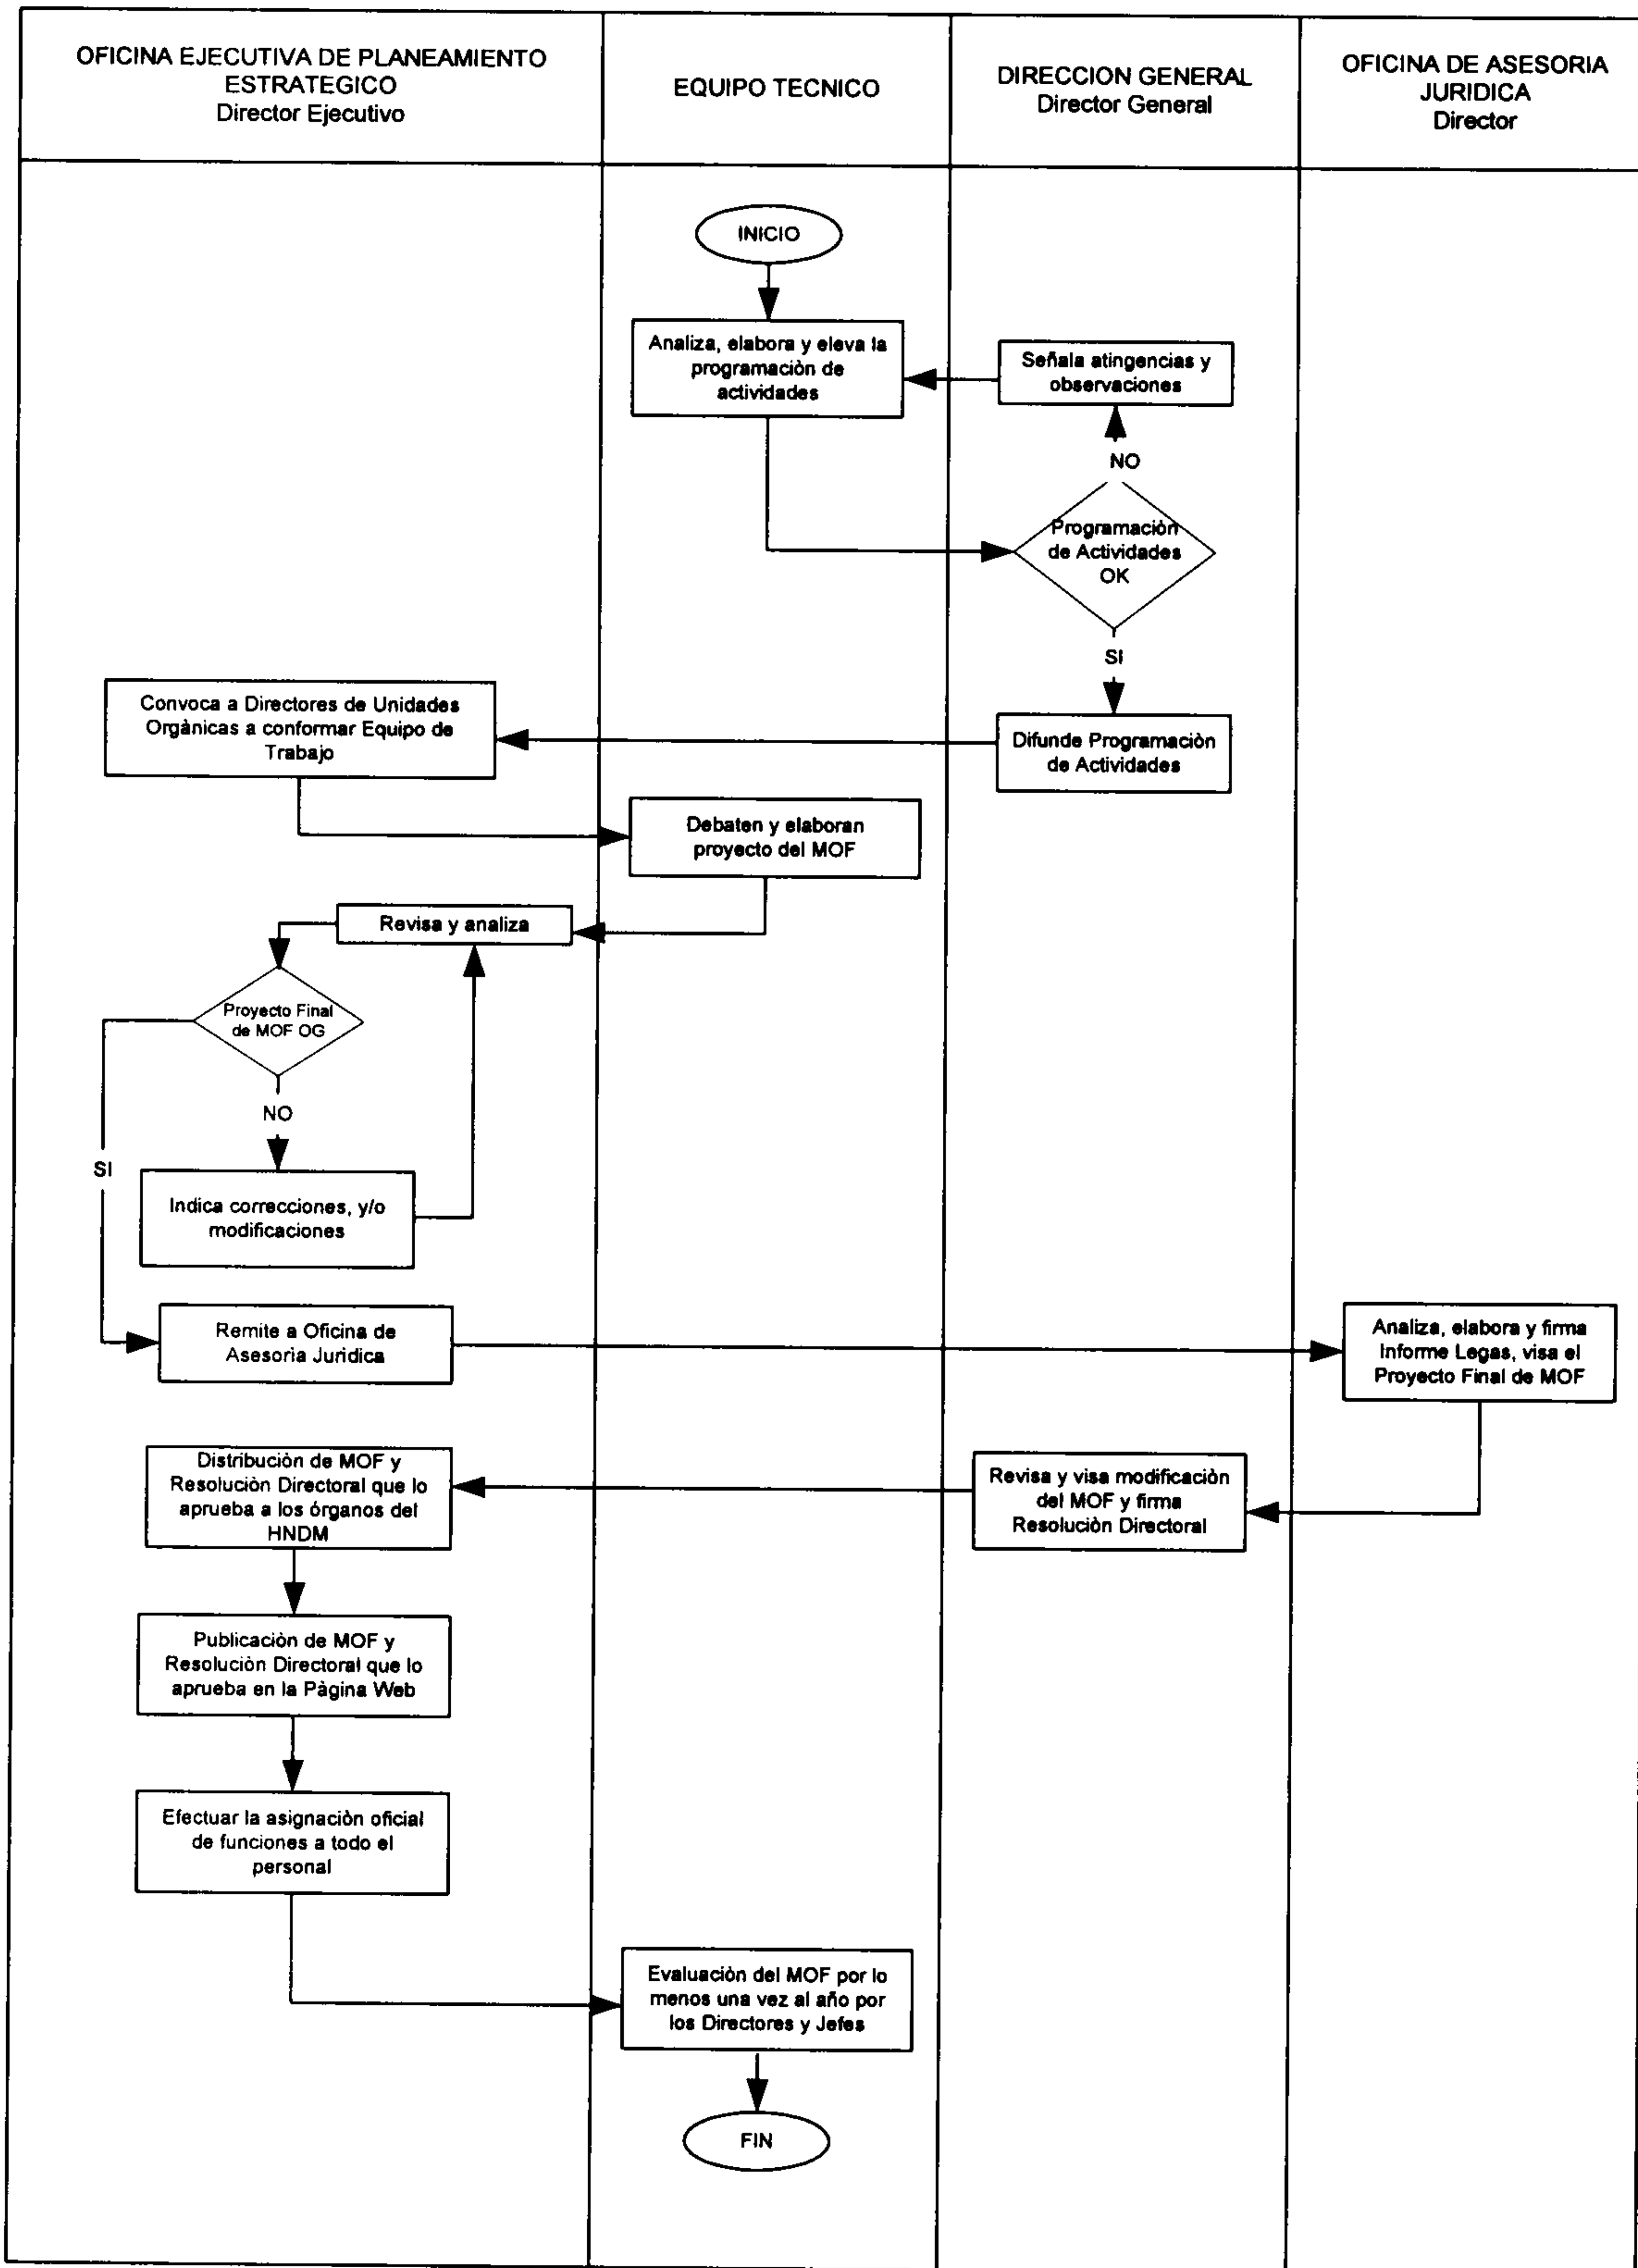 OFICINA EJECUTIVA DE PLANEAMIENTO
ESTRATEGICO
Director Ejecutivo
EQUIPO TECNICO
DIRECCION GENERAL
Director General
OFICINA DE ASESORIA
JURIDICA
Director
INICIO
Analiza, elabora y eleva la
programaciòn de
actividades
Señala atingencias y
observaciones
NO
Programaciòn
de Actividades
OK
SI
Convoca a Directores de Unidades
Orgànicas a conformar Equipo de
Trabajo
Difunde Programaciòn
de Actividades
Debaten y elaboran
proyecto del MOF
Revisa y analiza
Proyecto Final
de MOF OG
NO
SI
Indica correcciones, y/o
modificaciones
Remite a Oficina de
Asesoria Juridica
Analiza, elabora y firma
Informe Legas, visa el
Proyecto Final de MOF
Distribuciòn de MOF y
Resoluciòn Directoral que lo
aprueba a los órganos del
HNDM
Revisa y visa modificaciòn
del MOF y firma
Resoluciòn Directoral
Publicaciòn de MOF y
Resoluciòn Directoral que lo
aprueba en la Pàgina Web
Efectuar la asignaciòn oficial
de funciones a todo el
personal
Evaluaciòn del MOF por lo
menos una vez al año por
los Directores y Jefes
FIN